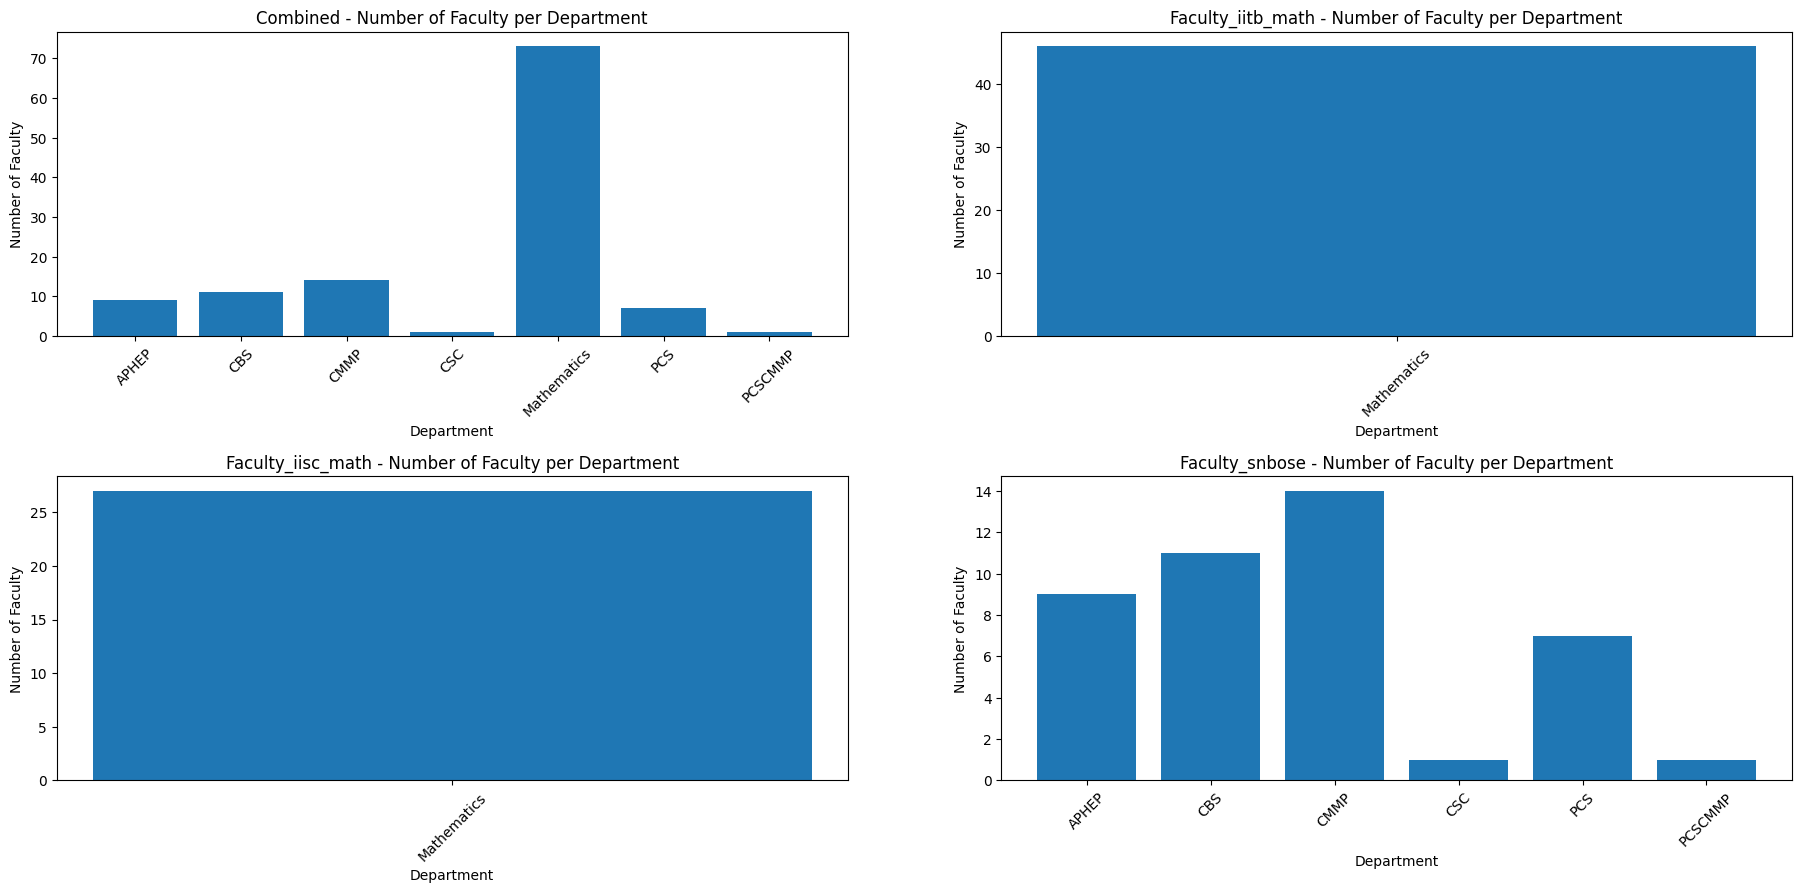 Combined - Number of Faculty per Department
Number of Faculty
70
60
50
40
30
20
10
0
APHEP
CBS
CMMP
CSC
Mathematics
PCS
PCSCMMP
Department
Faculty_iitb_math - Number of Faculty per Department
Number of Faculty
40
30
20
10
0
Mathematics
Department
Faculty_iisc_math - Number of Faculty per Department
Number of Faculty
25
20
15
10
5
0
Mathematics
Department
Faculty_snbose - Number of Faculty per Department
Number of Faculty
14
12
10
8
6
4
2
0
APHEP
CBS
CMMP
CSC
PCS
PCSCMMP
Department